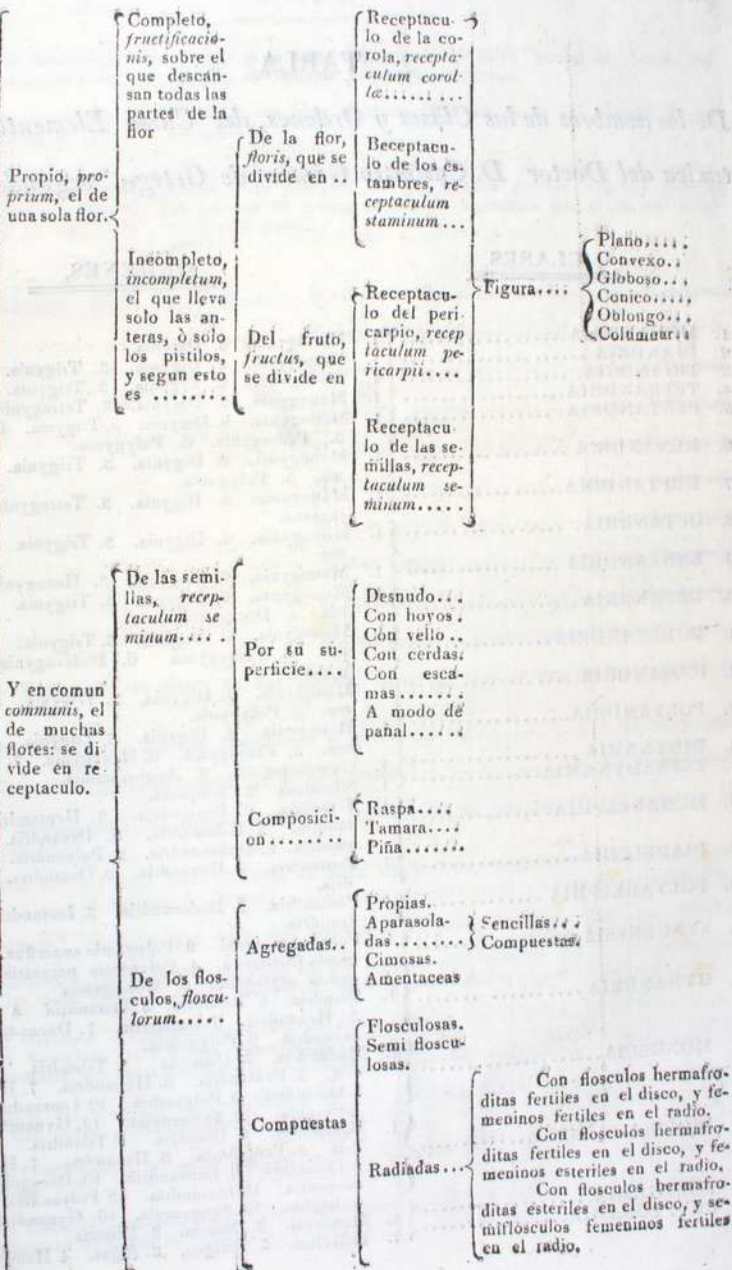 Propio, pro-
prium, el de
una sola flor.
Completo,
fructificacio-
nis, sobre el
que descan-
san todas las
partes de la
flor
Incompleto,
incompletum,
el que lleva
solo las an-
teras, ò solo
los pistilos,
y segun esto
es ........
De la flor,
floris, que se
divide en ..
Del fruto,
fructus, que
se divide en
Receptacu-
lo de la co-
rola, recepta-
culum corol-
læ..........
Receptacu-
lo de los es-
tambres, re-
ceptaculum
staminum ...
Receptacu-
lo del peri-
carpio, recep
taculum pe-
ricarpii....
Receptacu-
lo de las se-
millas, recep-
taculum se-
minum.....
Figura....
Plano.....
Convexo..
Globoso...
Conico.....
Oblongo...
Columnar..
Y en comun
communis, el
de muchas
flores: se di-
vide en re-
ceptaculo.
De las semi-
llas, recep-
taculum se
minum.....
Por su su-
perficie....
Desnudo...
Con hoyos.
Con vello ..
Con cerdas.
Con esca-
mas .......
A modo de
pañal......
Composici-
on........
Raspa.....
Tamara....
Piña.......
De los flos-
culos, floscu-
lorum.....
Agregadas..
Propias.
Aparasola-
das ........
Cimosas.
Amentaceas
Sencillas...
Compuestas.
Compuestas
Flosculosas.
Semi floscu-
losas.
Radiadas ...
Con flosculos hermafro-
ditas fertiles en el disco, y fe-
meninos fertiles en el radio.
Con flosculos hermafro-
ditas fertiles en el disco, y fe-
meninos esteriles en el radio.
Con flosculos hermafro-
ditas esteriles en el disco, y se-
miflosculos femeninos fertiles
en el radio.